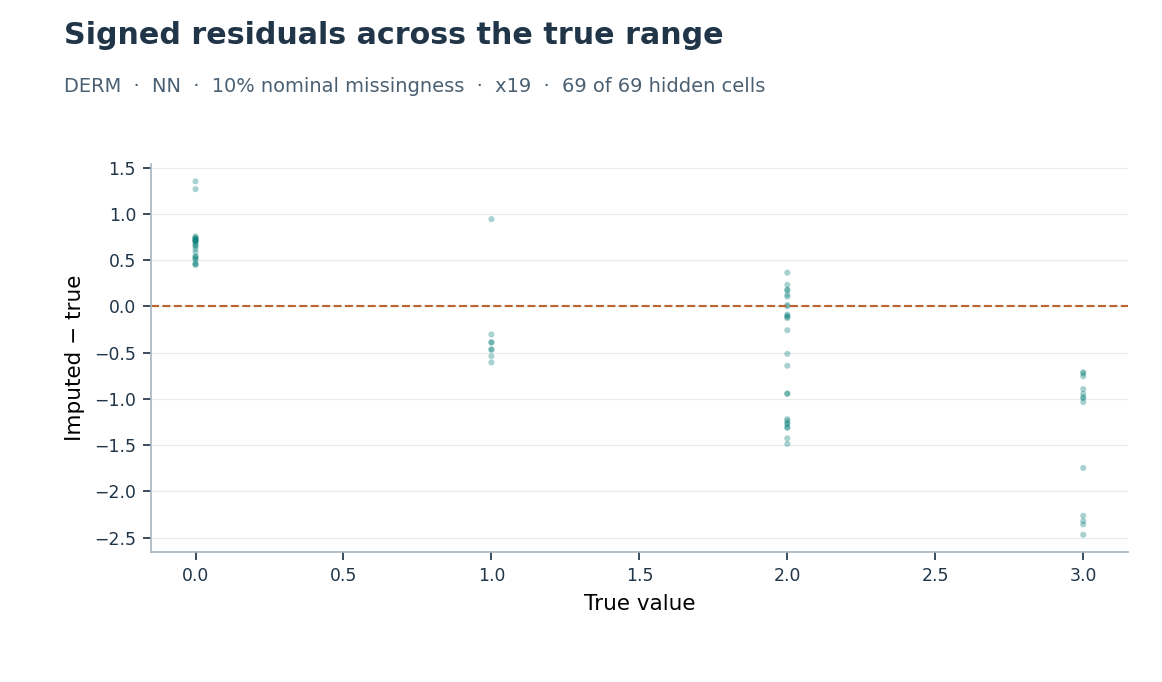 Signed residuals across the true range
DERM · NN · 10% nominal missingness · x19 · 69 of 69 hidden cells
1.5
1.0
0.5
0.0
−0.5
−1.0
−1.5
−2.0
−2.5
Imputed − true
0.0 0.5 1.0 1.5 2.0 2.5 3.0
True value